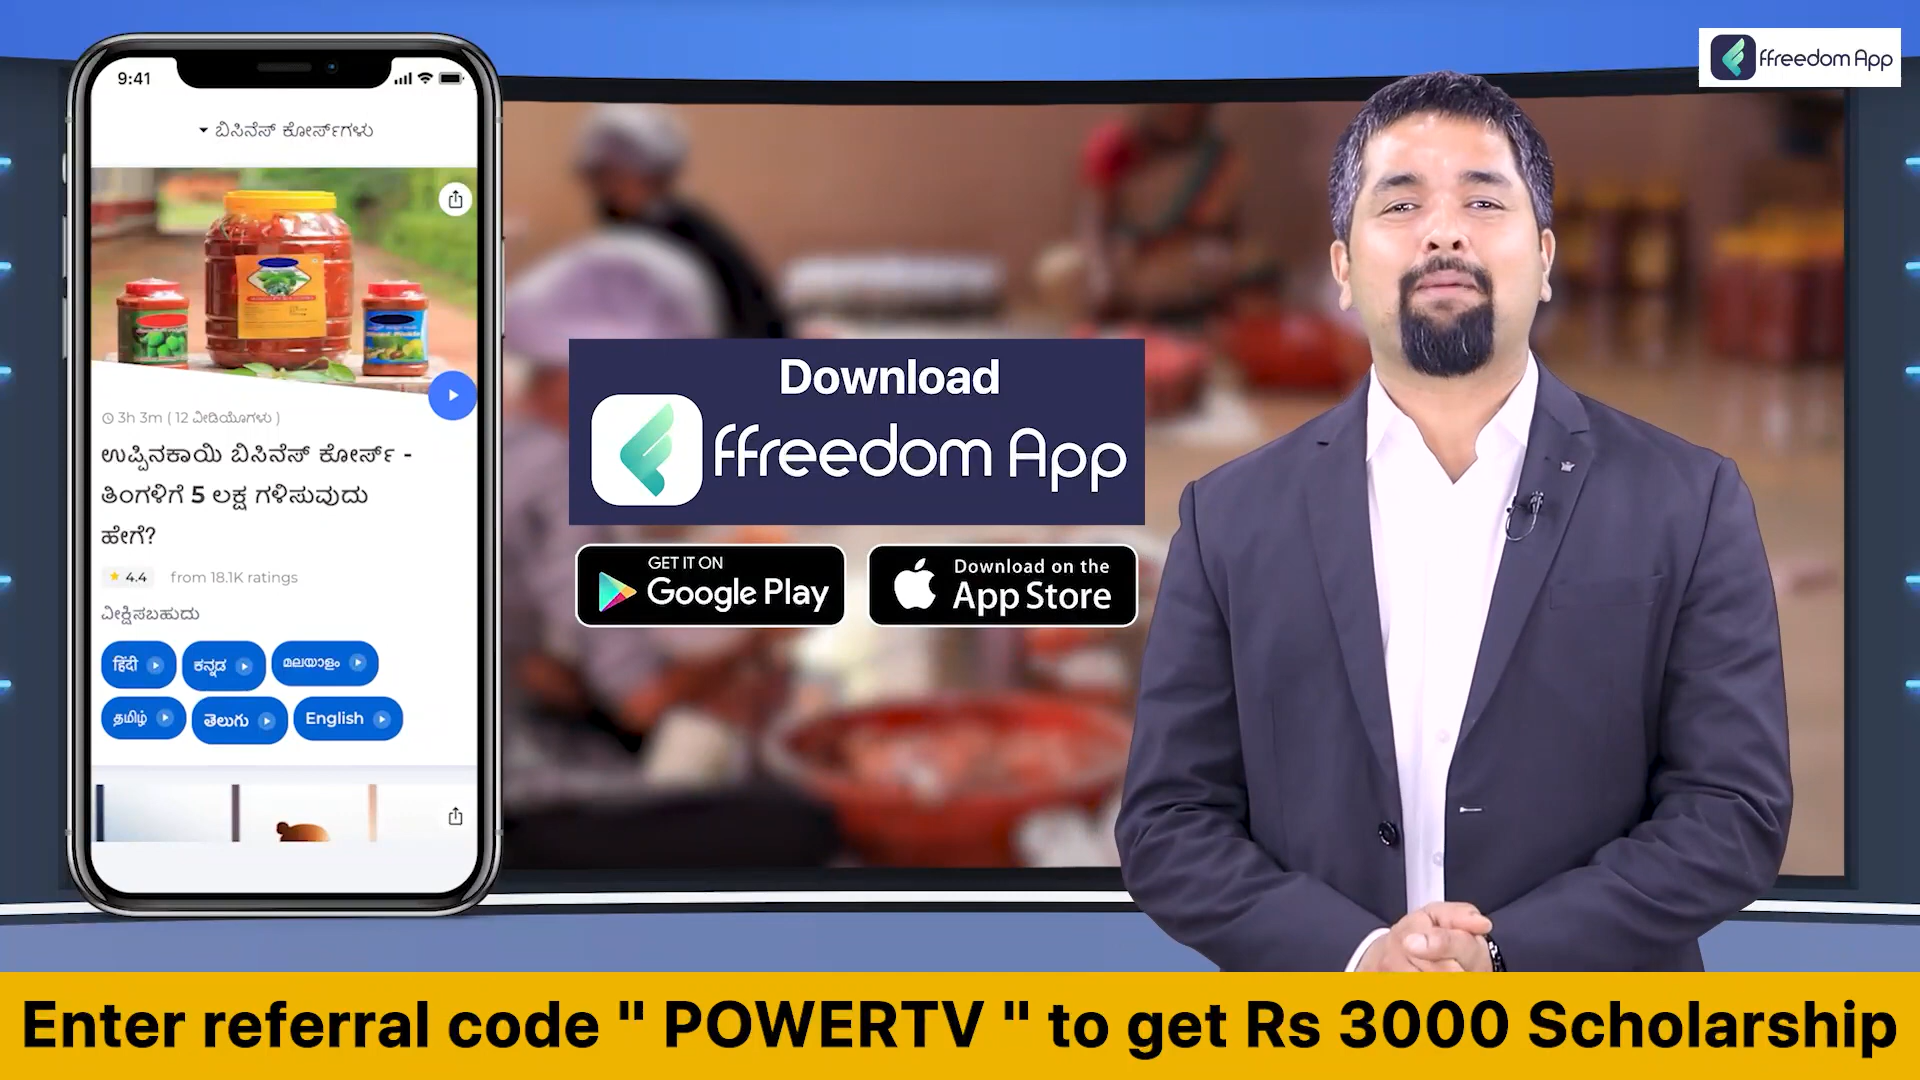 9:41
ಬಿಸಿನೆಸ್ ಕೋರ್ಸ್‌ಗಳು
3h 3m ( 12 ವೀಡಿಯೊಗಳು )
ಉಪ್ಪಿನಕಾಯಿ ಬಿಸಿನೆಸ್ ಕೋರ್ಸ್ -
ತಿಂಗಳಿಗೆ 5 ಲಕ್ಷ ಗಳಿಸುವುದು
ಹೇಗೆ?
4.4 from 18.1K ratings
ವೀಕ್ಷಿಸಬಹುದು
हिंदी ಕನ್ನಡ മലയാളം
தமிழ் తెలుగు English
Download
ffreedom App
GET IT ON
Google Play
Download on the
App Store
ffreedom App
Enter referral code " POWERTV " to get Rs 3000 Scholarship